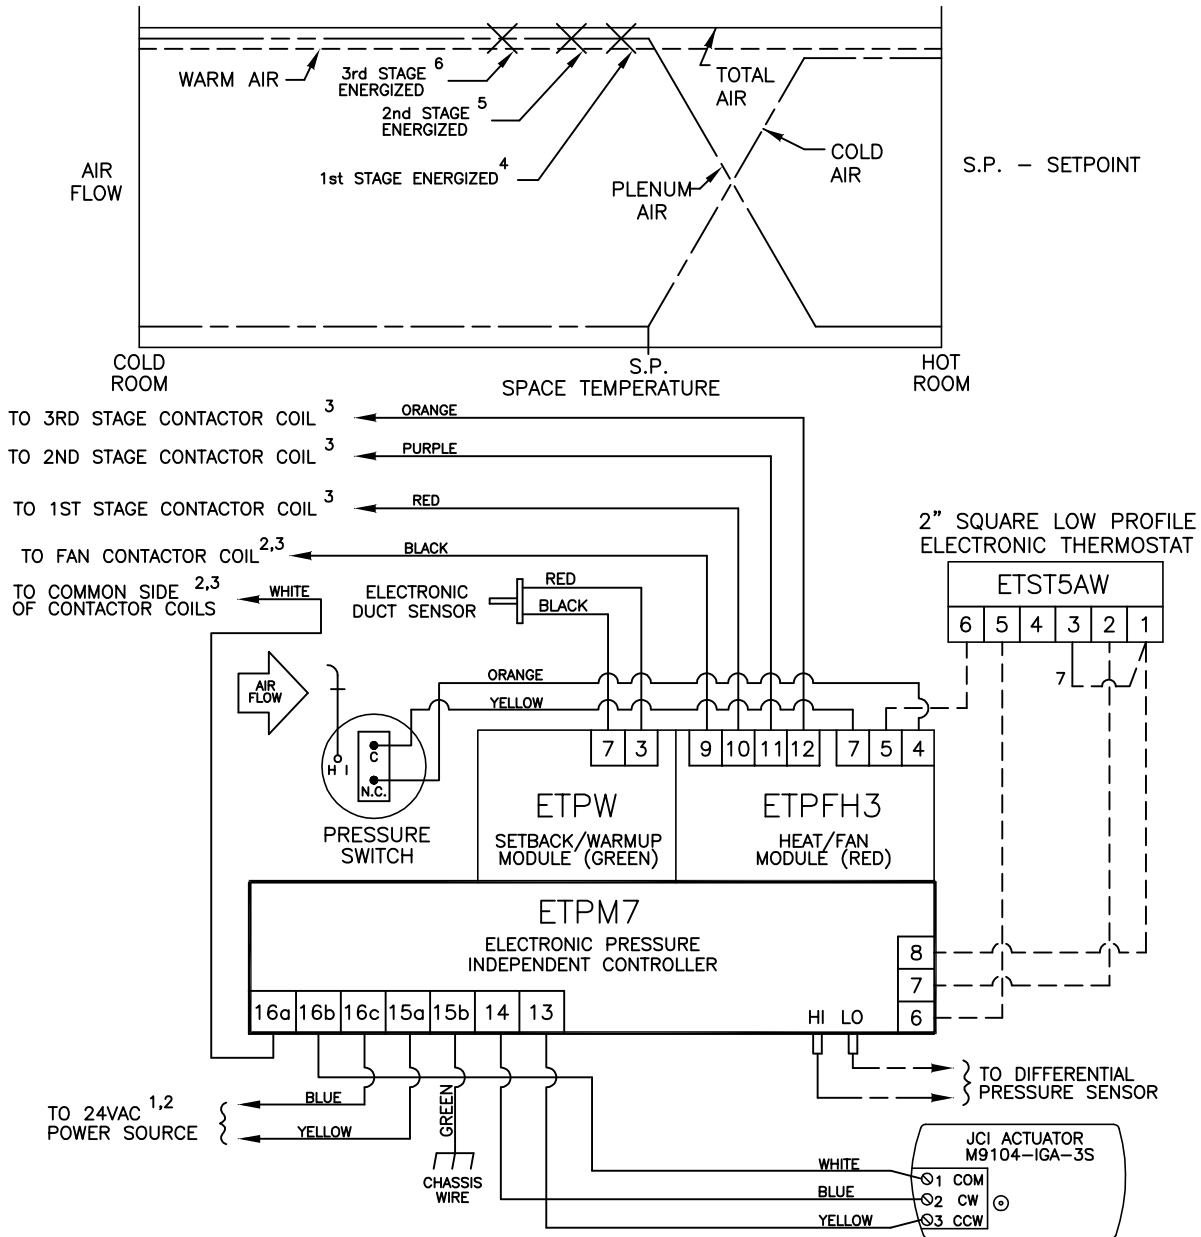 WARM AIR
3rd STAGE 6
ENERGIZED
2nd STAGE 5
ENERGIZED
1st STAGE ENERGIZED 4
TOTAL
AIR
COLD
AIR
PLENUM
AIR
AIR
FLOW
S.P. – SETPOINT
COLD
ROOM
S.P.
SPACE TEMPERATURE
HOT
ROOM
TO 3RD STAGE CONTACTOR COIL 3
ORANGE
TO 2ND STAGE CONTACTOR COIL 3
PURPLE
TO 1ST STAGE CONTACTOR COIL 3
RED
TO FAN CONTACTOR COIL 2,3
BLACK
TO COMMON SIDE 2,3
OF CONTACTOR COILS
WHITE
ELECTRONIC
DUCT SENSOR
RED
BLACK
2" SQUARE LOW PROFILE
ELECTRONIC THERMOSTAT
ETST5AW
6 5 4 3 2 1
7
AIR
FLOW
ORANGE
YELLOW
H I
C
N.C.
PRESSURE
SWITCH
7 3
9 10 11 12 7 5 4
ETPW
SETBACK/WARMUP
MODULE (GREEN)
ETPFH3
HEAT/FAN
MODULE (RED)
ETPM7
ELECTRONIC PRESSURE
INDEPENDENT CONTROLLER
8
7
6
16a 16b 16c 15a 15b 14 13
HI LO
TO DIFFERENTIAL
PRESSURE SENSOR
TO 24VAC 1,2
POWER SOURCE
BLUE
YELLOW
GREEN
CHASSIS
WIRE
JCI ACTUATOR
M9104–IGA–3S
WHITE
1 COM
BLUE
2 CW
YELLOW
3 CCW